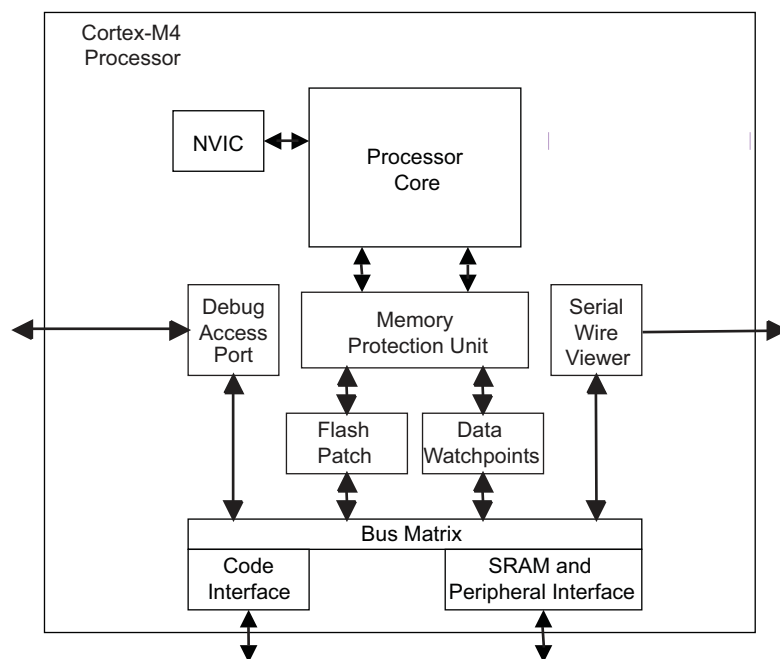 Cortex-M4
Processor
NVIC
Processor
Core
Debug
Access
Port
Memory
Protection Unit
Serial
Wire
Viewer
Flash
Patch
Data
Watchpoints
Bus Matrix
Code
Interface
SRAM and
Peripheral Interface